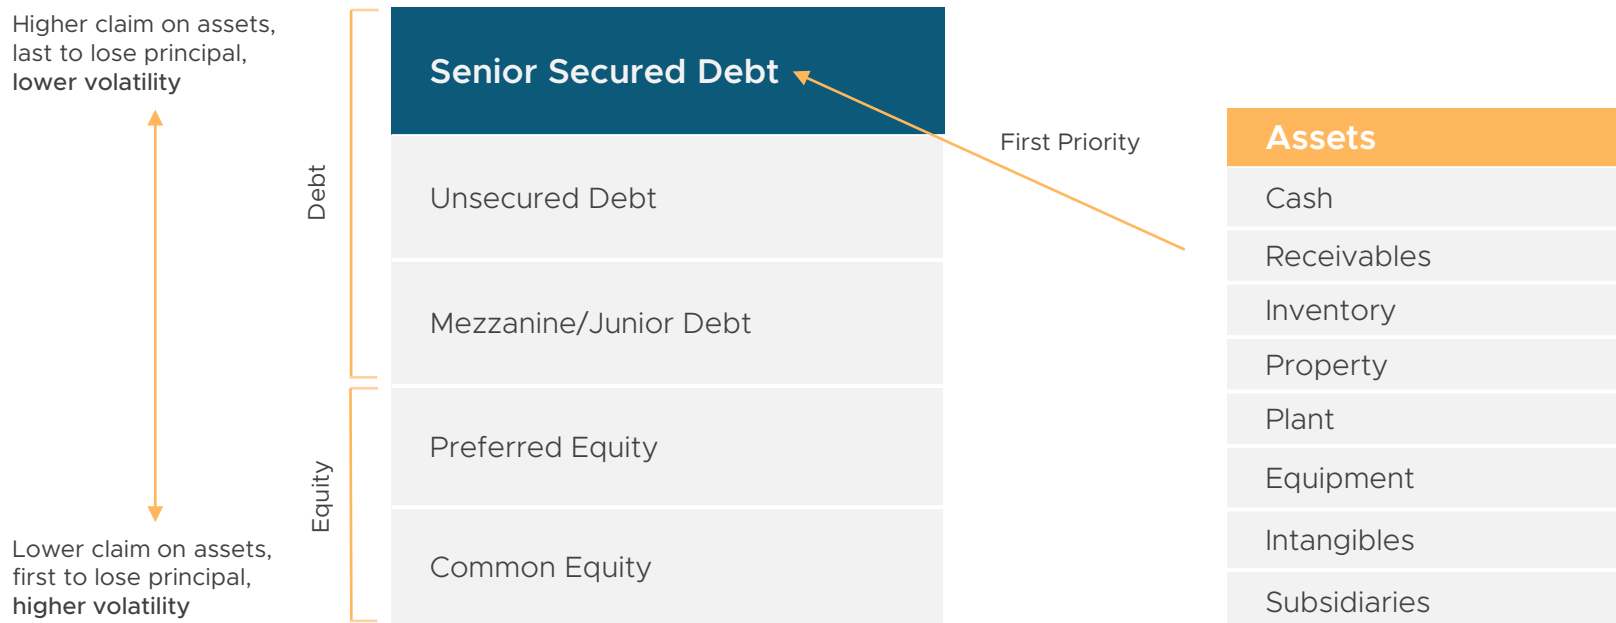 Higher claim on assets,
last to lose principal,
lower volatility
Lower claim on assets,
first to lose principal,
higher volatility
Debt
Equity
Senior Secured Debt
Unsecured Debt
Mezzanine/Junior Debt
Preferred Equity
Common Equity
First Priority
Assets
Cash
Receivables
Inventory
Property
Plant
Equipment
Intangibles
Subsidiaries